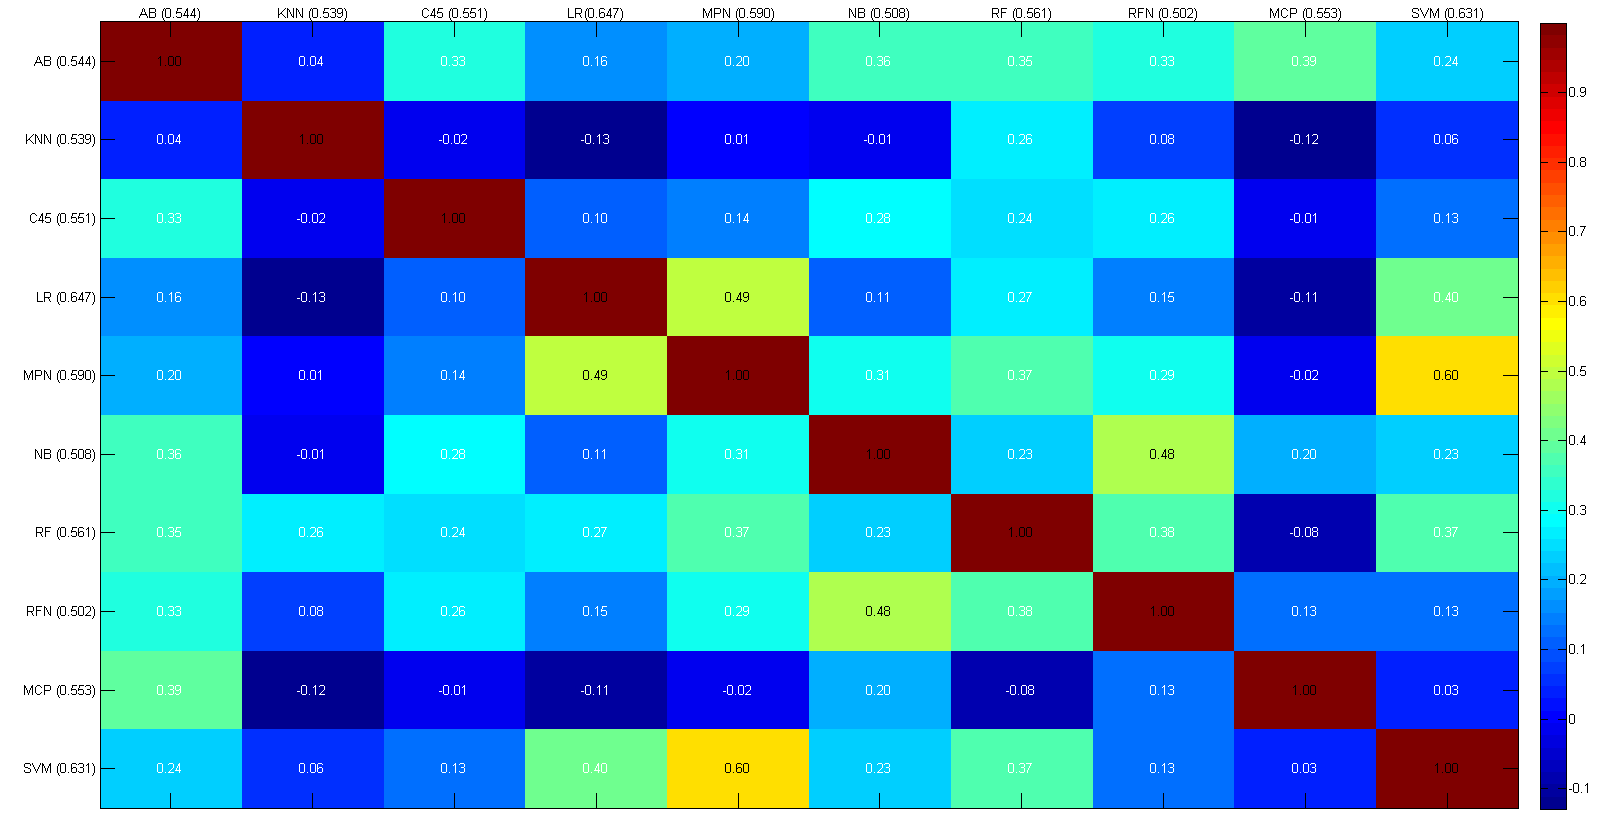 AB (0.544) KNN (0.539) C45 (0.551) LR(0.647) MPN (0.590) NB (0.508) RF (0.561) RFN (0.502) MCP (0.553) SVM (0.631)
AB (0.544) 1.00 0.04 0.33 0.16 0.20 0.36 0.35 0.33 0.39 0.24
KNN (0.539) 0.04 1.00 -0.02 -0.13 0.01 -0.01 0.26 0.08 -0.12 0.06
C45 (0.551) 0.33 -0.02 1.00 0.10 0.14 0.28 0.24 0.26 -0.01 0.13
LR (0.647) 0.16 -0.13 0.10 1.00 0.49 0.11 0.27 0.15 -0.11 0.40
MPN (0.590) 0.20 0.01 0.14 0.49 1.00 0.31 0.37 0.29 -0.02 0.60
NB (0.508) 0.36 -0.01 0.28 0.11 0.31 1.00 0.23 0.48 0.20 0.23
RF (0.561) 0.35 0.26 0.24 0.27 0.37 0.23 1.00 0.38 -0.08 0.37
RFN (0.502) 0.33 0.08 0.26 0.15 0.29 0.48 0.38 1.00 0.13 0.13
MCP (0.553) 0.39 -0.12 -0.01 -0.11 -0.02 0.20 -0.08 0.13 1.00 0.03
SVM (0.631) 0.24 0.06 0.13 0.40 0.60 0.23 0.37 0.13 0.03 1.00
0.9
0.8
0.7
0.6
0.5
0.4
0.3
0.2
0.1
0
-0.1